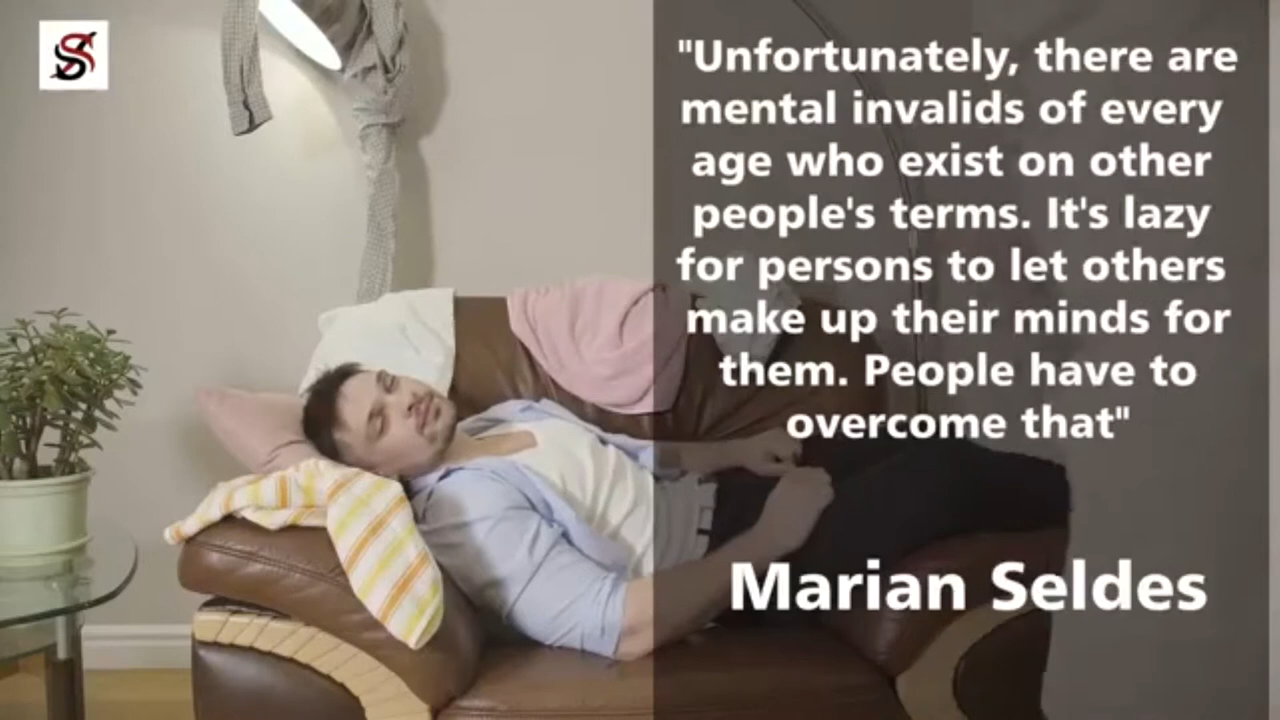 "Unfortunately, there are
mental invalids of every
age who exist on other
people's terms. It's lazy
for persons to let others
make up their minds for
them. People have to
overcome that"
Marian Seldes